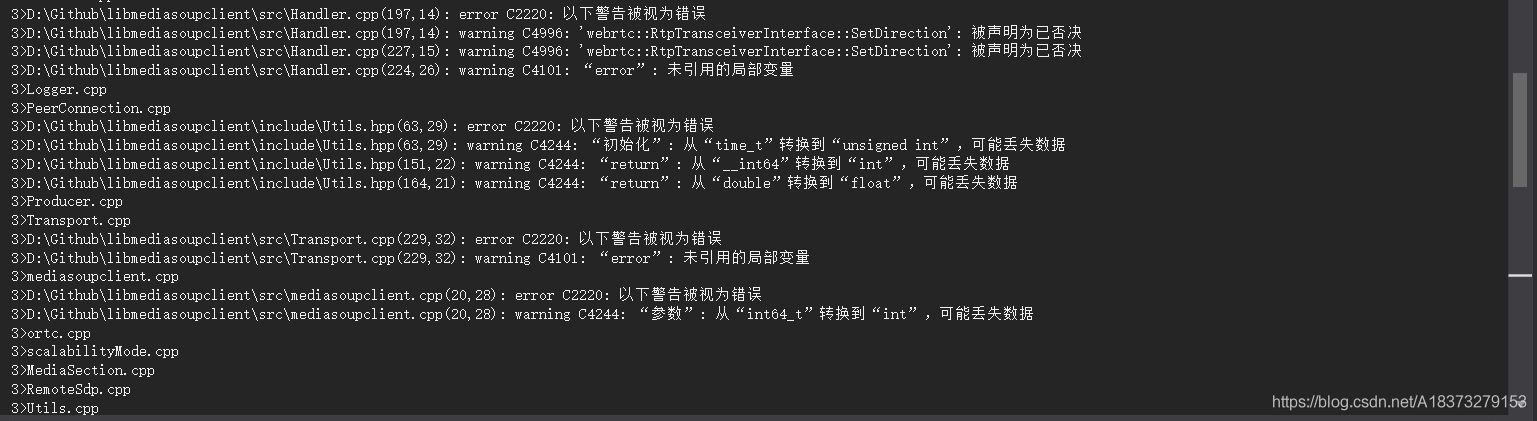 3>D:\Github\libmediasoupclient\src\Handler.cpp(197,14): error C2220: 以下警告被视为错误
3>D:\Github\libmediasoupclient\src\Handler.cpp(197,14): warning C4996: 'webrtc::RtpTransceiverInterface::SetDirection': 被声明为已否决
3>D:\Github\libmediasoupclient\src\Handler.cpp(227,15): warning C4996: 'webrtc::RtpTransceiverInterface::SetDirection': 被声明为已否决
3>D:\Github\libmediasoupclient\src\Handler.cpp(224,26): warning C4101: “error”: 未引用的局部变量
3>Logger.cpp
3>PeerConnection.cpp
3>D:\Github\libmediasoupclient\include\Utils.hpp(63,29): error C2220: 以下警告被视为错误
3>D:\Github\libmediasoupclient\include\Utils.hpp(63,29): warning C4244: “初始化”: 从“time_t”转换到“unsigned int”，可能丢失数据
3>D:\Github\libmediasoupclient\include\Utils.hpp(151,22): warning C4244: “return”: 从“__int64”转换到“int”，可能丢失数据
3>D:\Github\libmediasoupclient\include\Utils.hpp(164,21): warning C4244: “return”: 从“double”转换到“float”，可能丢失数据
3>Producer.cpp
3>Transport.cpp
3>D:\Github\libmediasoupclient\src\Transport.cpp(229,32): error C2220: 以下警告被视为错误
3>D:\Github\libmediasoupclient\src\Transport.cpp(229,32): warning C4101: “error”: 未引用的局部变量
3>mediasoupclient.cpp
3>D:\Github\libmediasoupclient\src\mediasoupclient.cpp(20,28): error C2220: 以下警告被视为错误
3>D:\Github\libmediasoupclient\src\mediasoupclient.cpp(20,28): warning C4244: “参数”: 从“int64_t”转换到“int”，可能丢失数据
3>ortc.cpp
3>scalabilityMode.cpp
3>MediaSection.cpp
3>RemoteSdp.cpp
3>Utils.cpp
https://blog.csdn.net/A18373279153